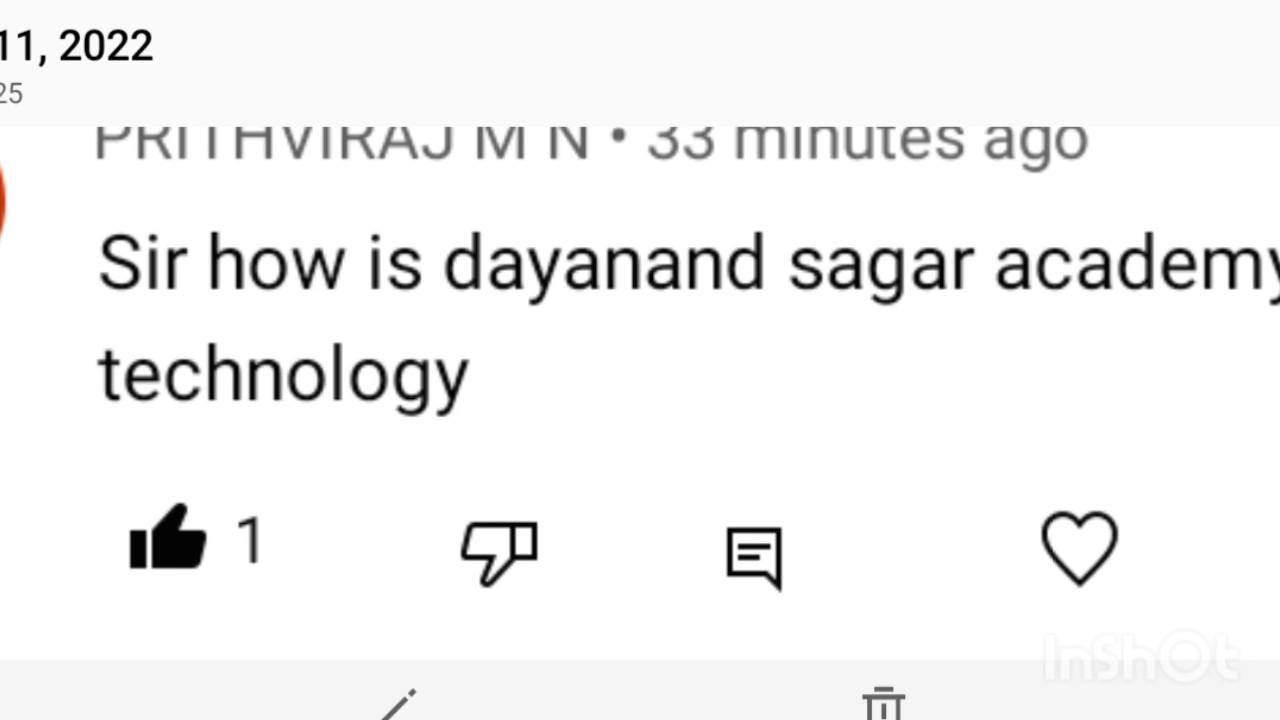 11, 2022
25
PRITHVIRAJ M N • 33 minutes ago
Sir how is dayanand sagar academy
technology
1
InShOt